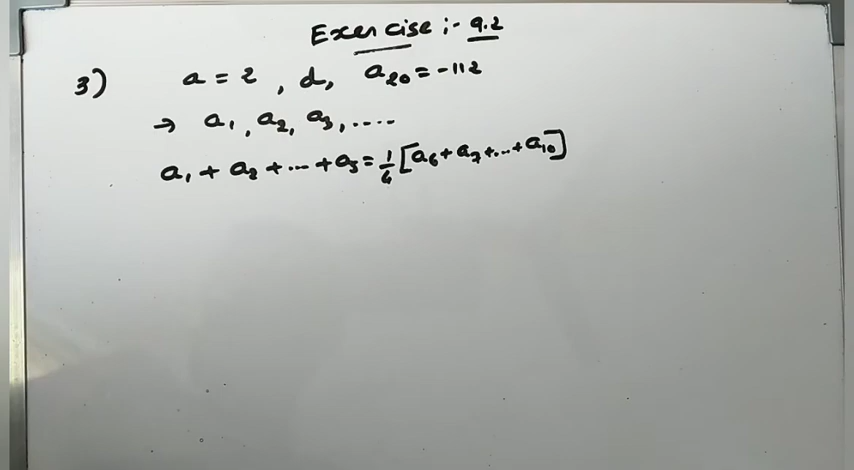 Exercise :- 9.2
3) a = 2 , d, a₂₀ = -112
→ a₁, a₂, a₃, ....
a₁ + a₂ + ... + a₅ = 1/4 [a₆ + a₇ + ... + a₁₀]